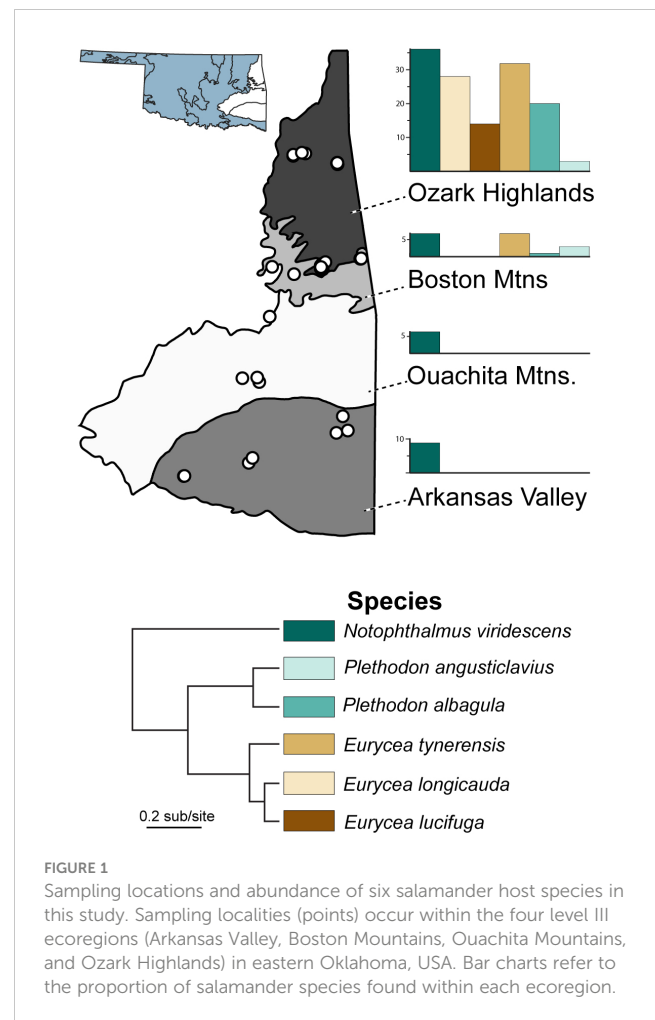 30
20
10
Ozark Highlands
5
Boston Mtns
5
Ouachita Mtns.
10
Arkansas Valley
Species
Notophthalmus viridescens
Plethodon angusticlavius
Plethodon albagula
Eurycea tynerensis
Eurycea longicauda
Eurycea lucifuga
0.2 sub/site
FIGURE 1
Sampling locations and abundance of six salamander host species in
this study. Sampling localities (points) occur within the four level III
ecoregions (Arkansas Valley, Boston Mountains, Ouachita Mountains,
and Ozark Highlands) in eastern Oklahoma, USA. Bar charts refer to
the proportion of salamander species found within each ecoregion.